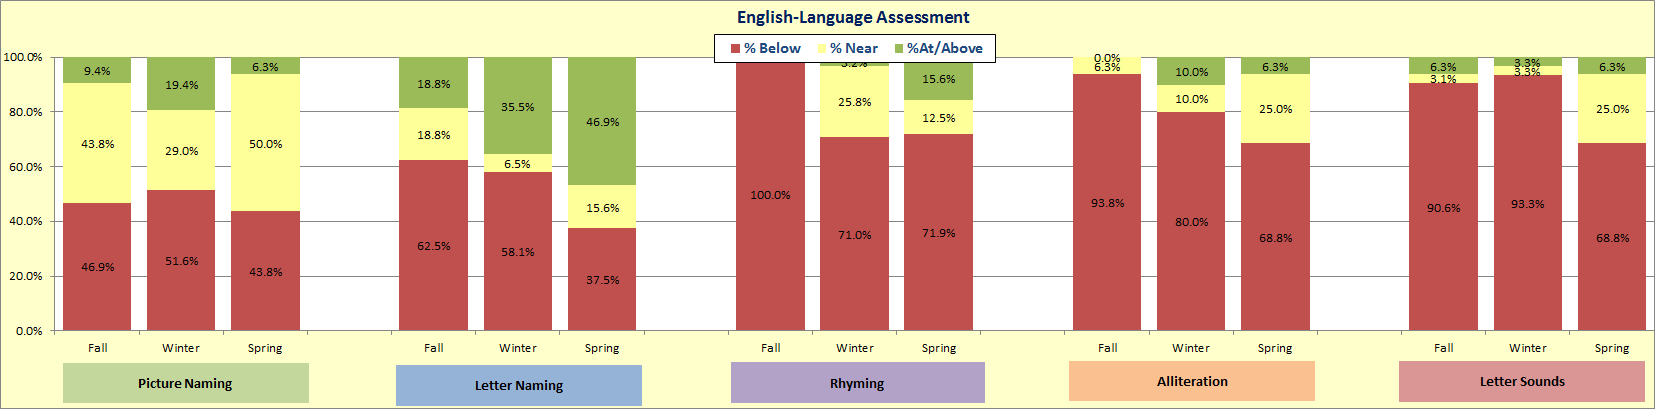 English-Language Assessment
% Below % Near %At/Above
100.0% 9.4% 6.3% 18.8% 15.6% 0.0% 6.3% 10.0% 6.3% 6.3% 3.3% 6.3%
19.4% 35.5% 3.1% 3.3%
80.0% 43.8% 29.0% 50.0% 18.8% 46.9% 25.8% 12.5% 10.0% 25.0% 25.0%
60.0% 6.5%
40.0% 100.0% 93.8% 90.6% 93.3%
15.6% 71.0% 71.9% 80.0% 68.8% 68.8%
20.0% 46.9% 51.6% 43.8% 62.5% 58.1% 37.5%
0.0%
Fall Winter Spring Fall Winter Spring Fall Winter Spring Fall Winter Spring Fall Winter Spring
Picture Naming Letter Naming Rhyming Alliteration Letter Sounds